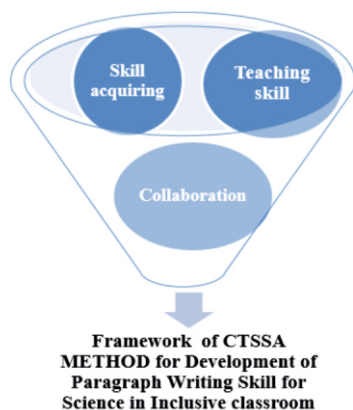 Skill
acquiring
Teaching
skill
Collaboration
Framework of CTSSA
METHOD for Development of
Paragraph Writing Skill for
Science in Inclusive classroom